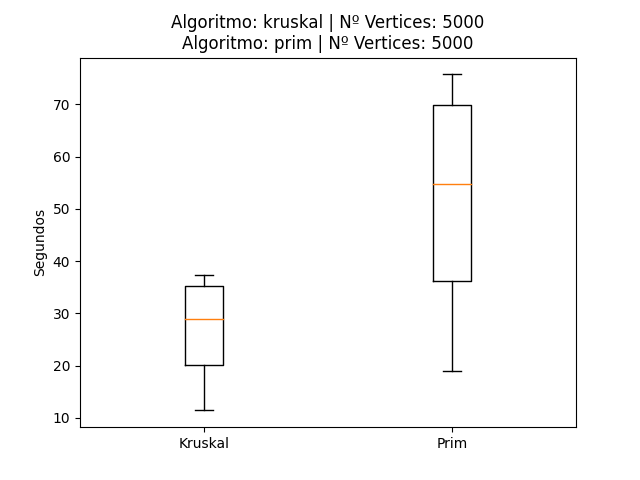 Algoritmo: kruskal | Nº Vertices: 5000
Algoritmo: prim | Nº Vertices: 5000
Segundos
70
60
50
40
30
20
10
Kruskal
Prim